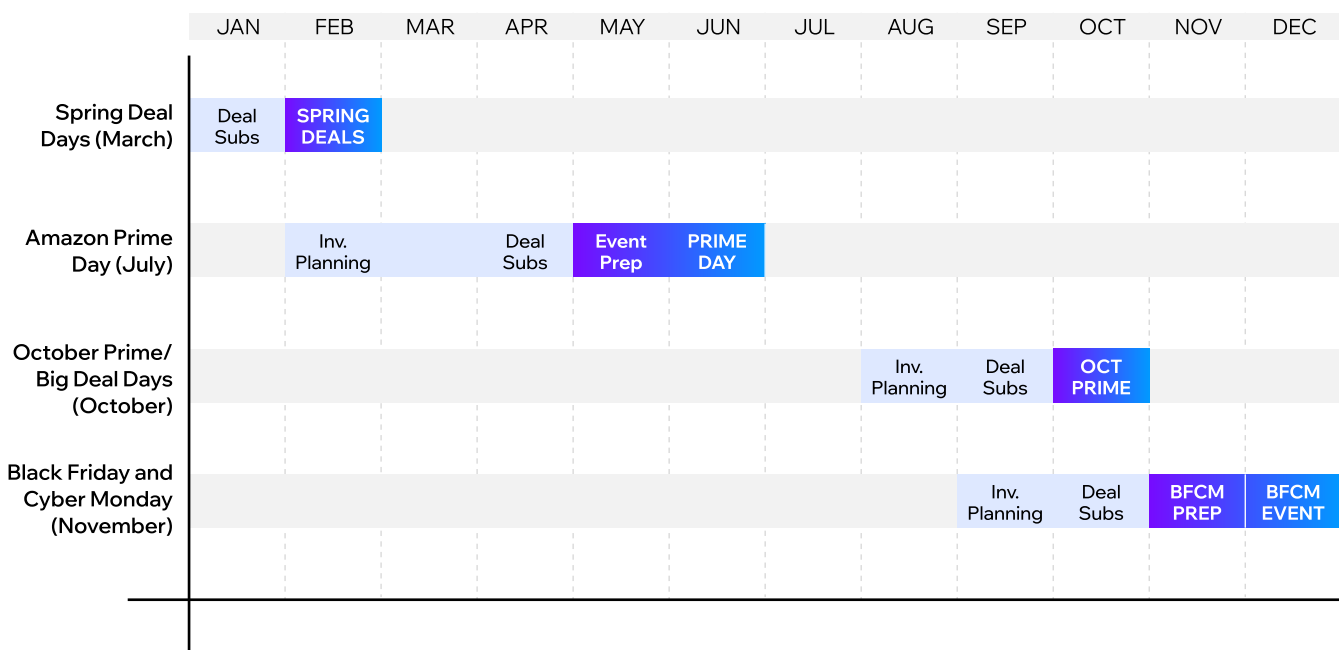 JAN FEB MAR APR MAY JUN JUL AUG SEP OCT NOV DEC
Spring Deal
Days (March)
Deal
Subs
SPRING
DEALS
Amazon Prime
Day (July)
Inv.
Planning
Deal
Subs
Event
Prep
PRIME
DAY
October Prime/
Big Deal Days
(October)
Inv.
Planning
Deal
Subs
OCT
PRIME
Black Friday and
Cyber Monday
(November)
Inv.
Planning
Deal
Subs
BFCM
PREP
BFCM
EVENT